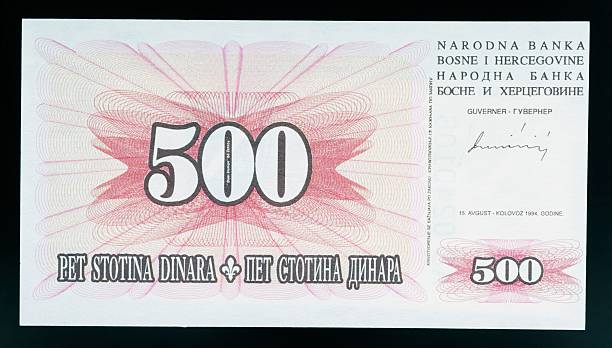 NARODNA BANKA
BOSNE I HERCEGOVINE
НАРОДНА БАНКА
БОСНЕ И ХЕРЦЕГОВИНЕ
GUVERNER - ГУВЕРНЕР
500
15. AVGUST - KOLOVOZ 1994. GODINE.
PET STOTINA DINARA ПЕТ СТОТИНА ДИНАРА
500